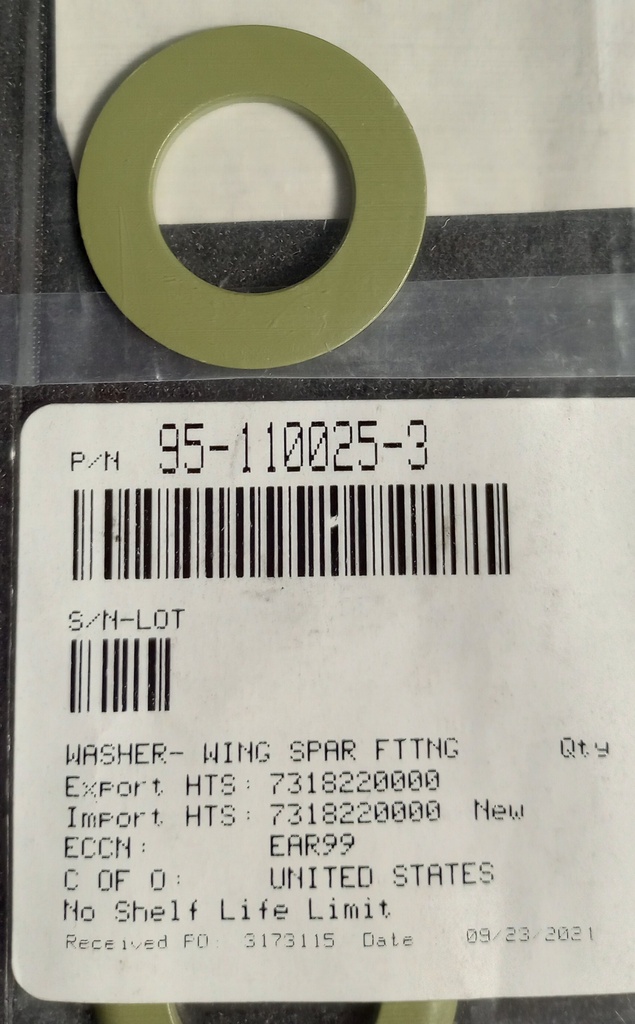 P/N 95-110025-3
S/N-LOT
WASHER- WING SPAR FTTNG Qty
Export HTS: 7318220000
Import HTS: 7318220000 New
ECCN: EAR99
C OF O: UNITED STATES
No Shelf Life Limit
Received PO: 3173115 Date 09/23/2021